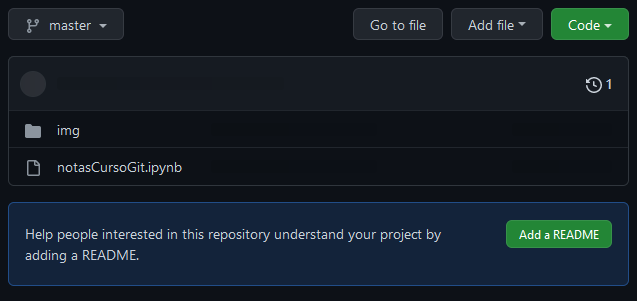 master
Go to file
Add file
Code
1
img
notasCursoGit.ipynb
Help people interested in this repository understand your project by
adding a README.
Add a README